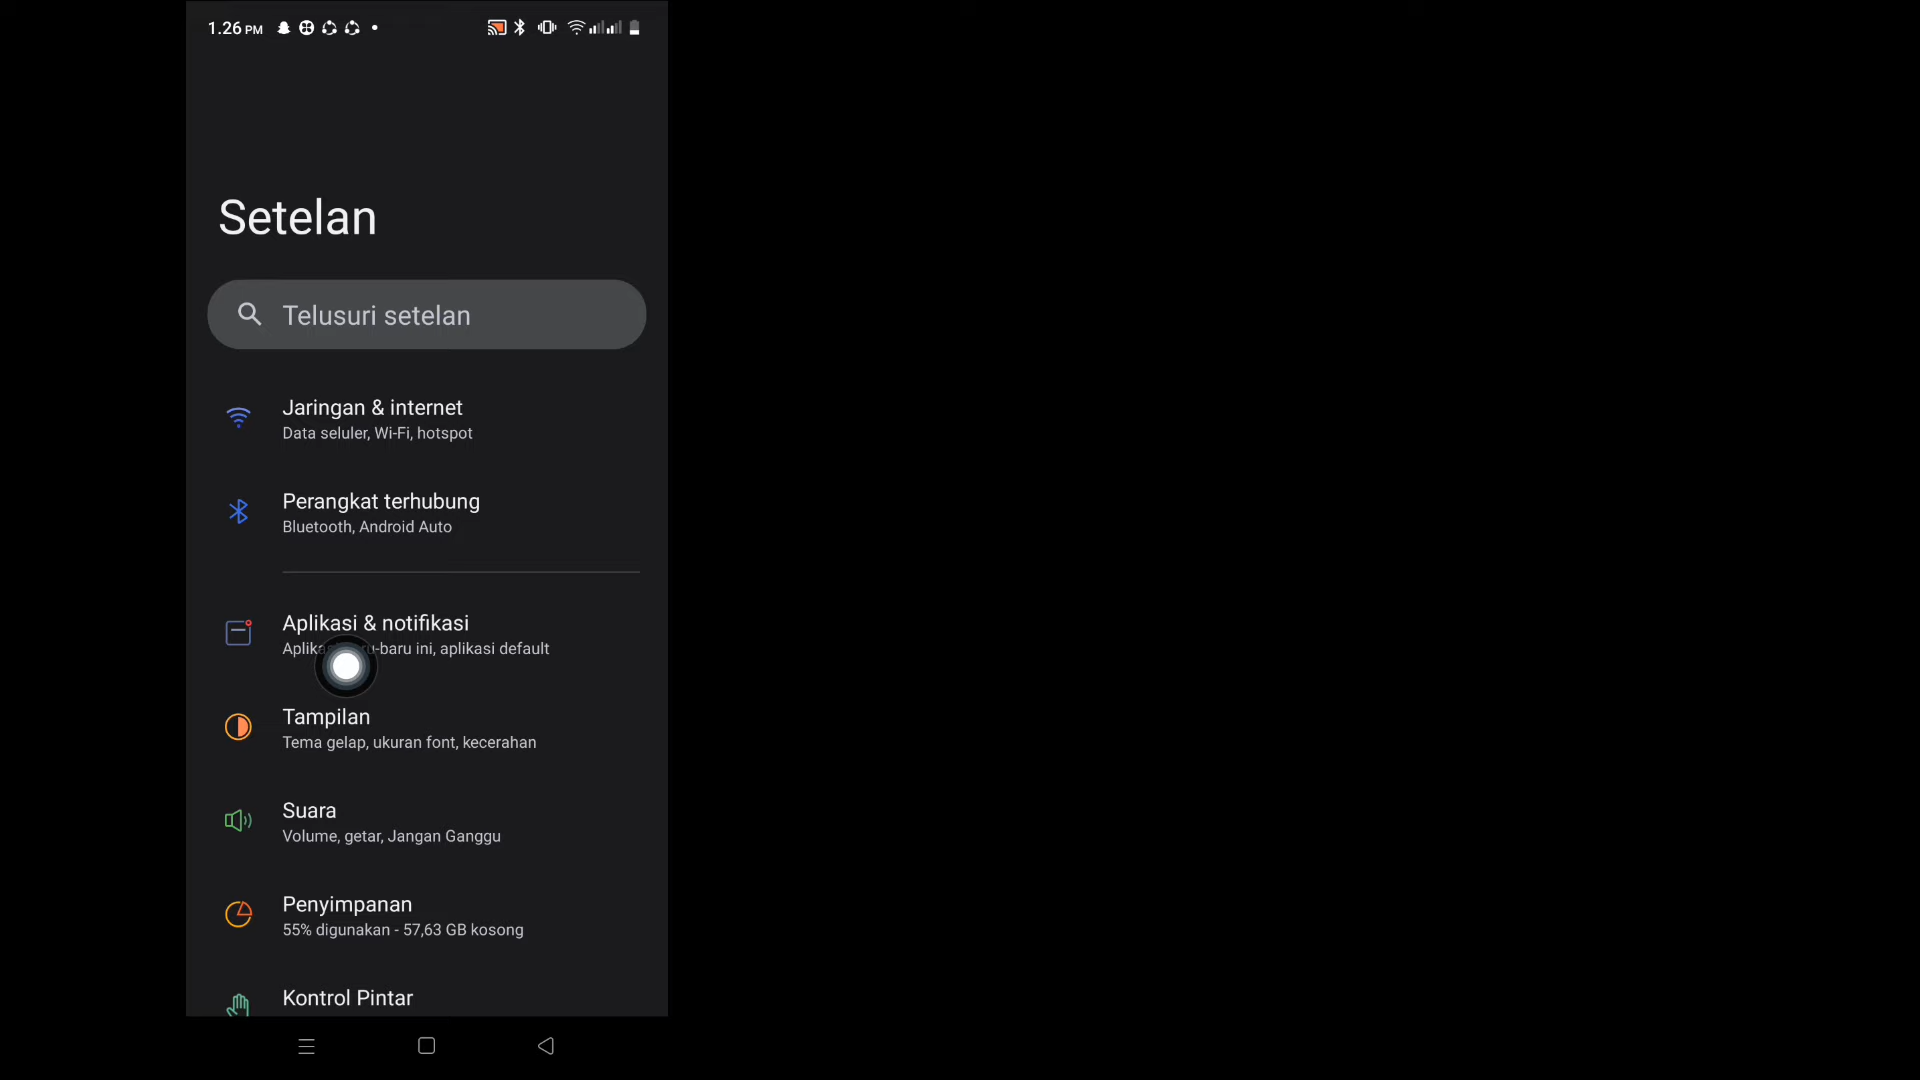 1.26 PM
Setelan
Telusuri setelan
Jaringan & internet
Data seluler, Wi-Fi, hotspot
Perangkat terhubung
Bluetooth, Android Auto
Aplikasi & notifikasi
-baru ini, aplikasi default
Tampilan
Tema gelap, ukuran font, kecerahan
Suara
Volume, getar, Jangan Ganggu
Penyimpanan
55% digunakan - 57,63 GB kosong
Kontrol Pintar